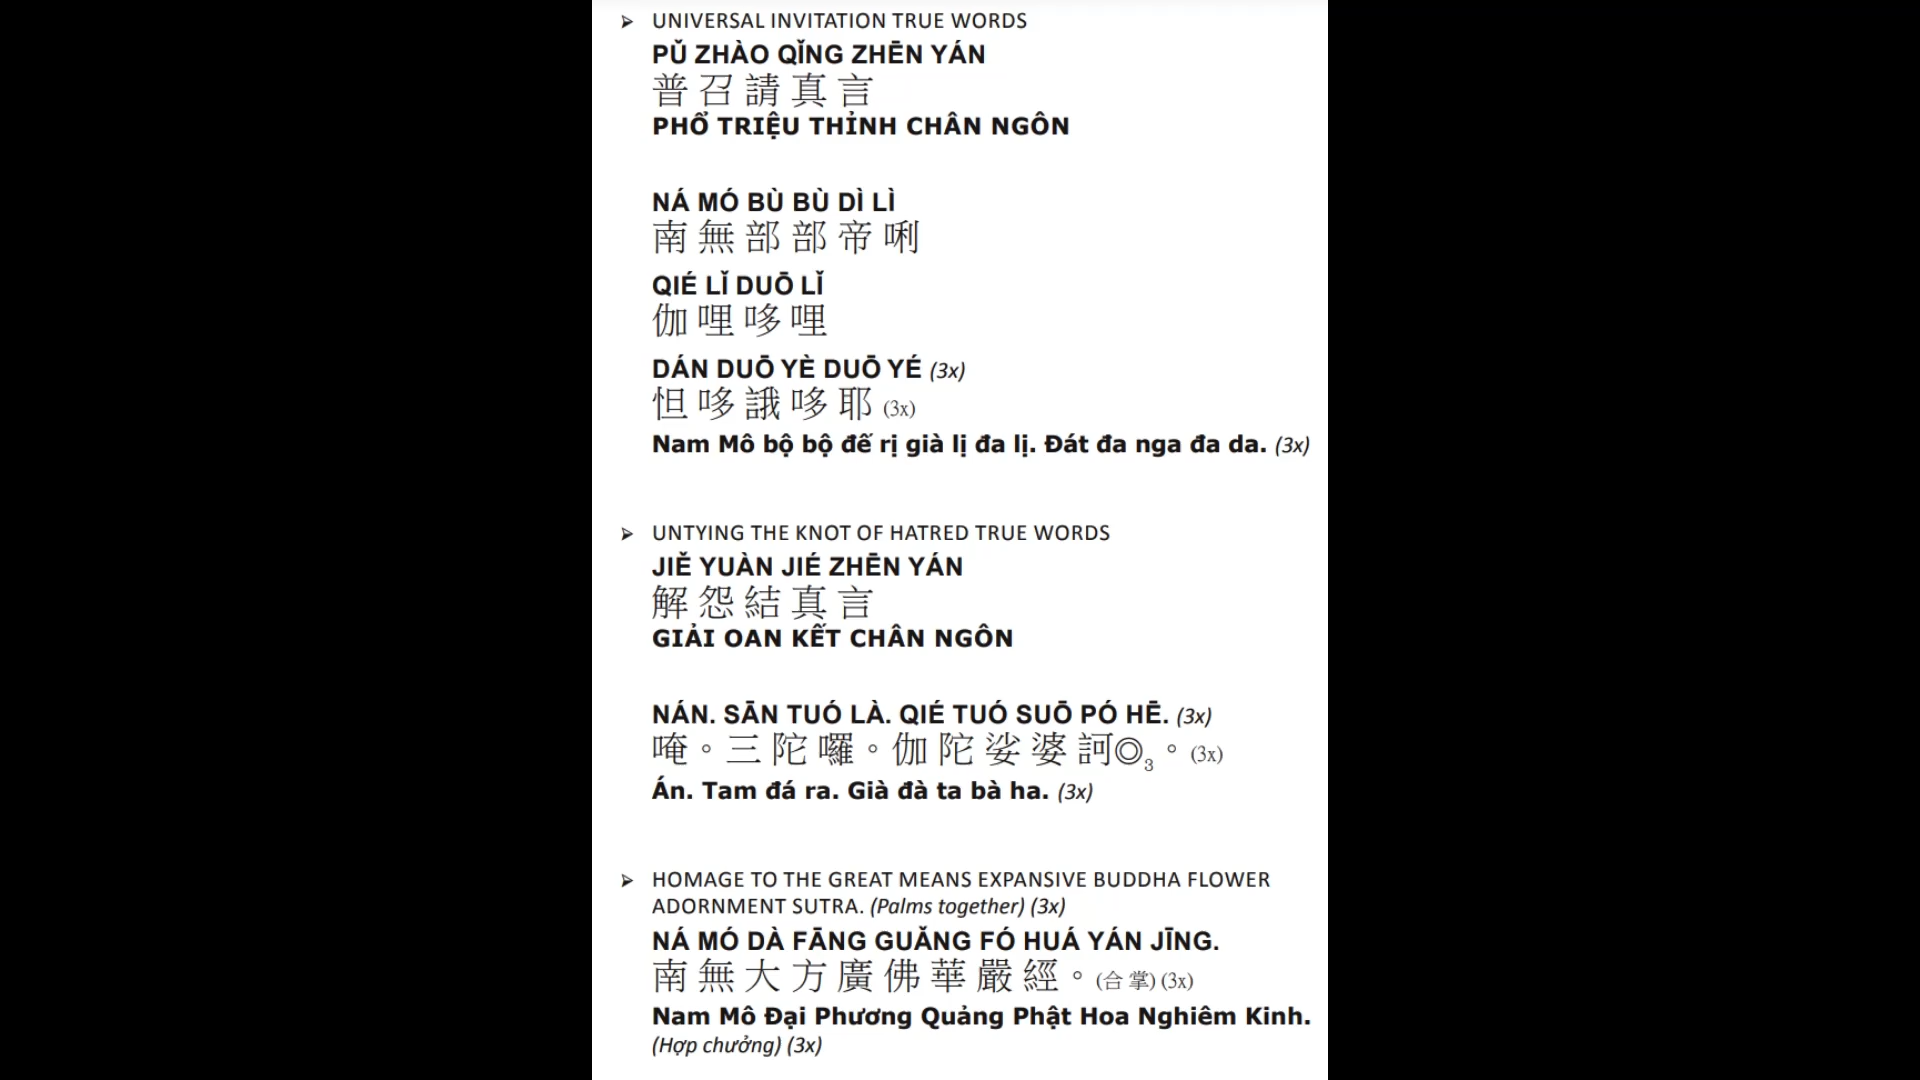 ➢ UNIVERSAL INVITATION TRUE WORDS
PǓ ZHÀO QǏNG ZHĒN YÁN
普召請真言
PHỔ TRIỆU THỈNH CHÂN NGÔN
NÁ MÓ BÙ BÙ DÌ LÌ
南無部部帝唎
QIÉ LǏ DUŌ LǏ
伽哩哆哩
DÁN DUŌ YÈ DUŌ YÉ (3x)
怛哆誐哆耶 (3x)
Nam Mô bộ bộ đế rị già lị đa lị. Đát đa nga đa da. (3x)
➢ UNTYING THE KNOT OF HATRED TRUE WORDS
JIĚ YUÀN JIÉ ZHĒN YÁN
解怨結真言
GIẢI OAN KẾT CHÂN NGÔN
NÁN. SĀN TUÓ LÀ. QIÉ TUÓ SUŌ PÓ HĒ. (3x)
唵。三陀囉。伽陀娑婆訶◎3。(3x)
Án. Tam đá ra. Già đà ta bà ha. (3x)
➢ HOMAGE TO THE GREAT MEANS EXPANSIVE BUDDHA FLOWER
ADORNMENT SUTRA. (Palms together) (3x)
NÁ MÓ DÀ FĀNG GUǍNG FÓ HUÁ YÁN JĪNG.
南無大方廣佛華嚴經。(合掌) (3x)
Nam Mô Đại Phương Quảng Phật Hoa Nghiêm Kinh.
(Hợp chưởng) (3x)